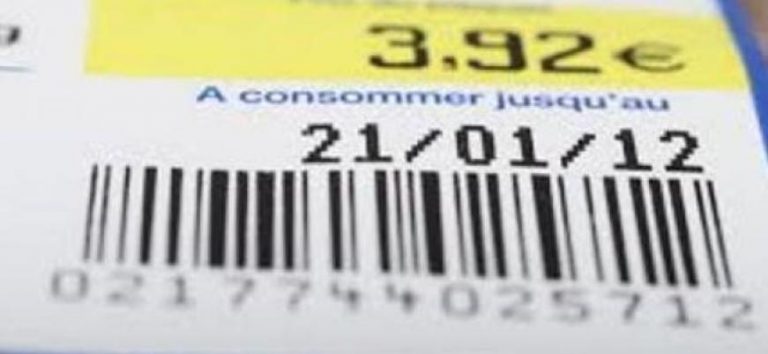 3.92€
A consommer jusqu'au
21/01/12
0217744025712